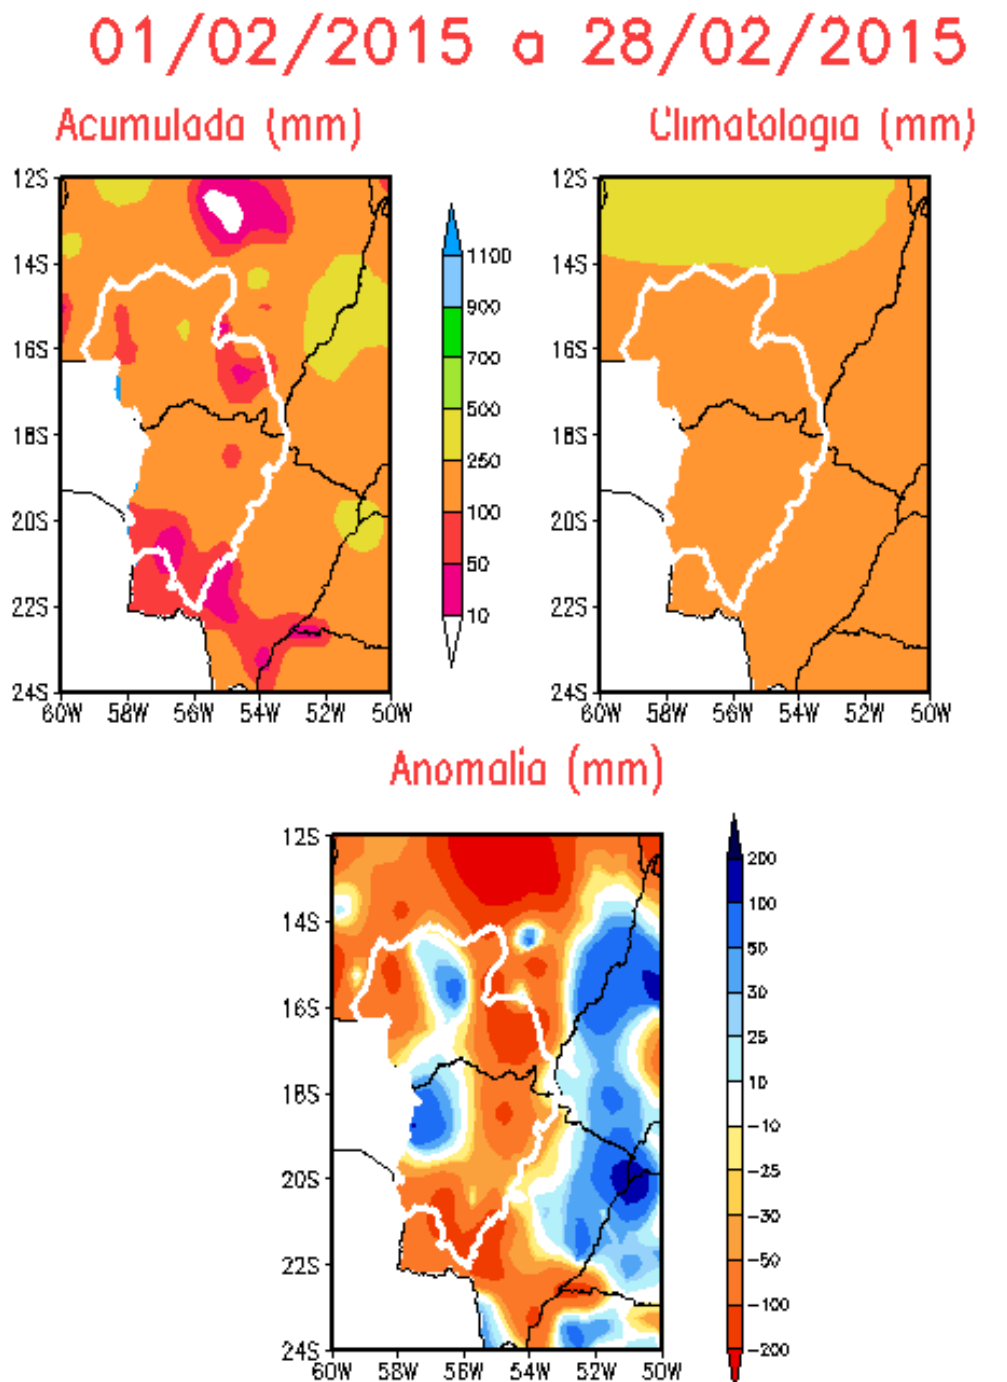 01/02/2015 a 28/02/2015
Acumulada (mm)
Climatologia (mm)
12S
14S
16S
18S
20S
22S
24S
60W 58W 56W 54W 52W 50W
1100
900
700
500
250
100
50
10
12S
14S
16S
18S
20S
22S
24S
60W 58W 56W 54W 52W 50W
Anomalia (mm)
12S
14S
16S
18S
20S
22S
24S
60W 58W 56W 54W 52W 50W
200
100
50
30
25
10
-10
-25
-30
-50
-100
-200